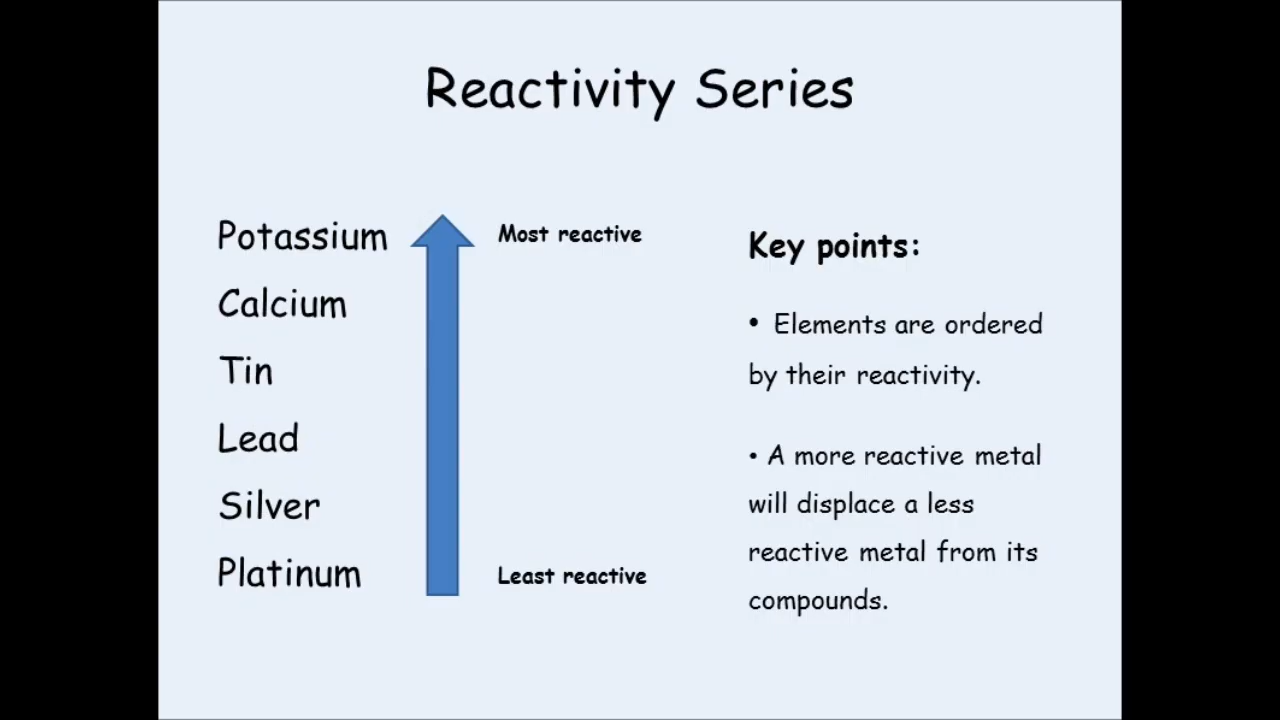 Reactivity Series
Potassium
Calcium
Tin
Lead
Silver
Platinum
Most reactive
Least reactive
Key points:
• Elements are ordered
by their reactivity.
• A more reactive metal
will displace a less
reactive metal from its
compounds.